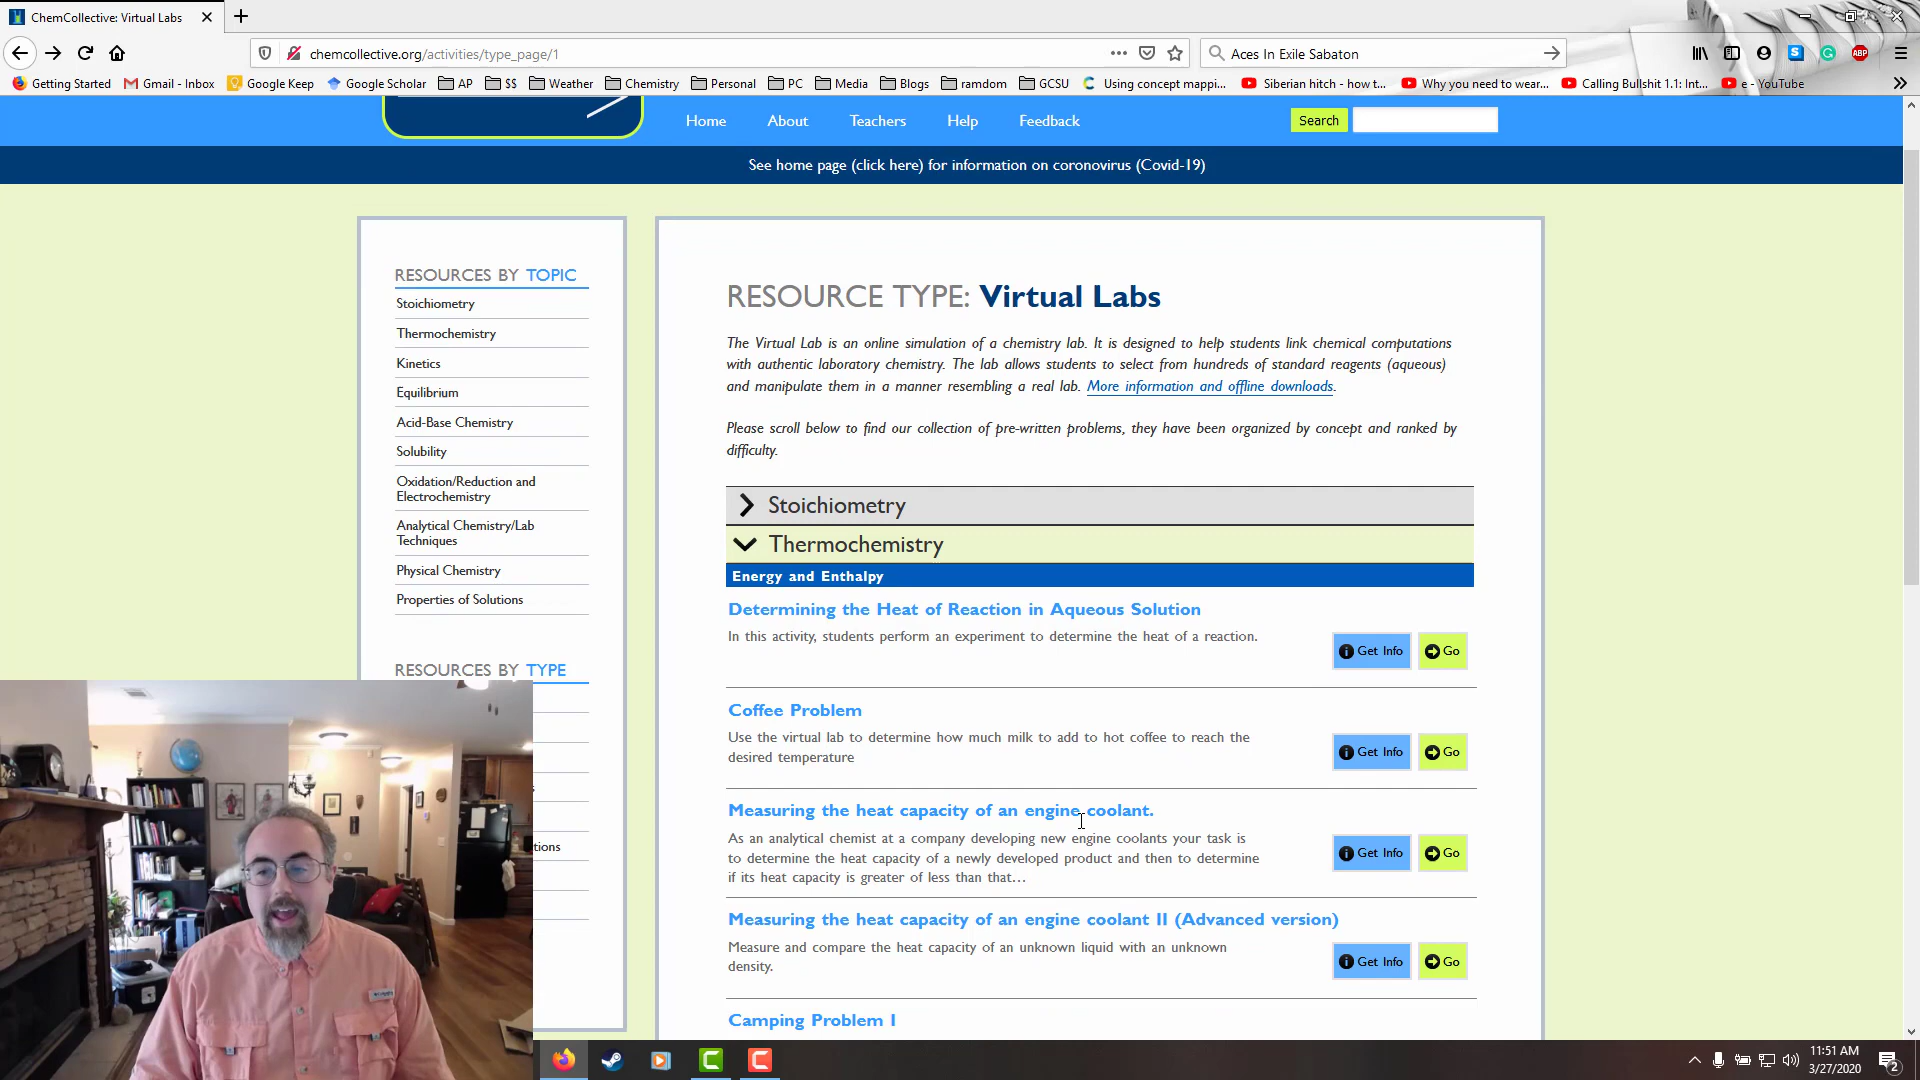 ChemCollective: Virtual Labs
chemcollective.org/activities/type_page/1
Aces In Exile Sabaton
Getting Started
Gmail - Inbox
Google Keep
Google Scholar
AP
$$
Weather
Chemistry
Personal
PC
Media
Blogs
ramdom
GCSU
Using concept mappi...
Siberian hitch - how t...
Why you need to wear...
Calling Bullshit 1.1: Int...
e - YouTube
Home
About
Teachers
Help
Feedback
Search
See home page (click here) for information on coronovirus (Covid-19)
RESOURCES BY TOPIC
Stoichiometry
Thermochemistry
Kinetics
Equilibrium
Acid-Base Chemistry
Solubility
Oxidation/Reduction and
Electrochemistry
Analytical Chemistry/Lab
Techniques
Physical Chemistry
Properties of Solutions
RESOURCES BY TYPE
tions
RESOURCE TYPE: Virtual Labs
The Virtual Lab is an online simulation of a chemistry lab. It is designed to help students link chemical computations
with authentic laboratory chemistry. The lab allows students to select from hundreds of standard reagents (aqueous)
and manipulate them in a manner resembling a real lab. More information and offline downloads.
Please scroll below to find our collection of pre-written problems, they have been organized by concept and ranked by
difficulty.
Stoichiometry
Thermochemistry
Energy and Enthalpy
Determining the Heat of Reaction in Aqueous Solution
In this activity, students perform an experiment to determine the heat of a reaction.
Get Info
Go
Coffee Problem
Use the virtual lab to determine how much milk to add to hot coffee to reach the
desired temperature
Get Info
Go
Measuring the heat capacity of an engine coolant.
As an analytical chemist at a company developing new engine coolants your task is
to determine the heat capacity of a newly developed product and then to determine
if its heat capacity is greater of less than that...
Get Info
Go
Measuring the heat capacity of an engine coolant II (Advanced version)
Measure and compare the heat capacity of an unknown liquid with an unknown
density.
Get Info
Go
Camping Problem I
11:51 AM
3/27/2020
2